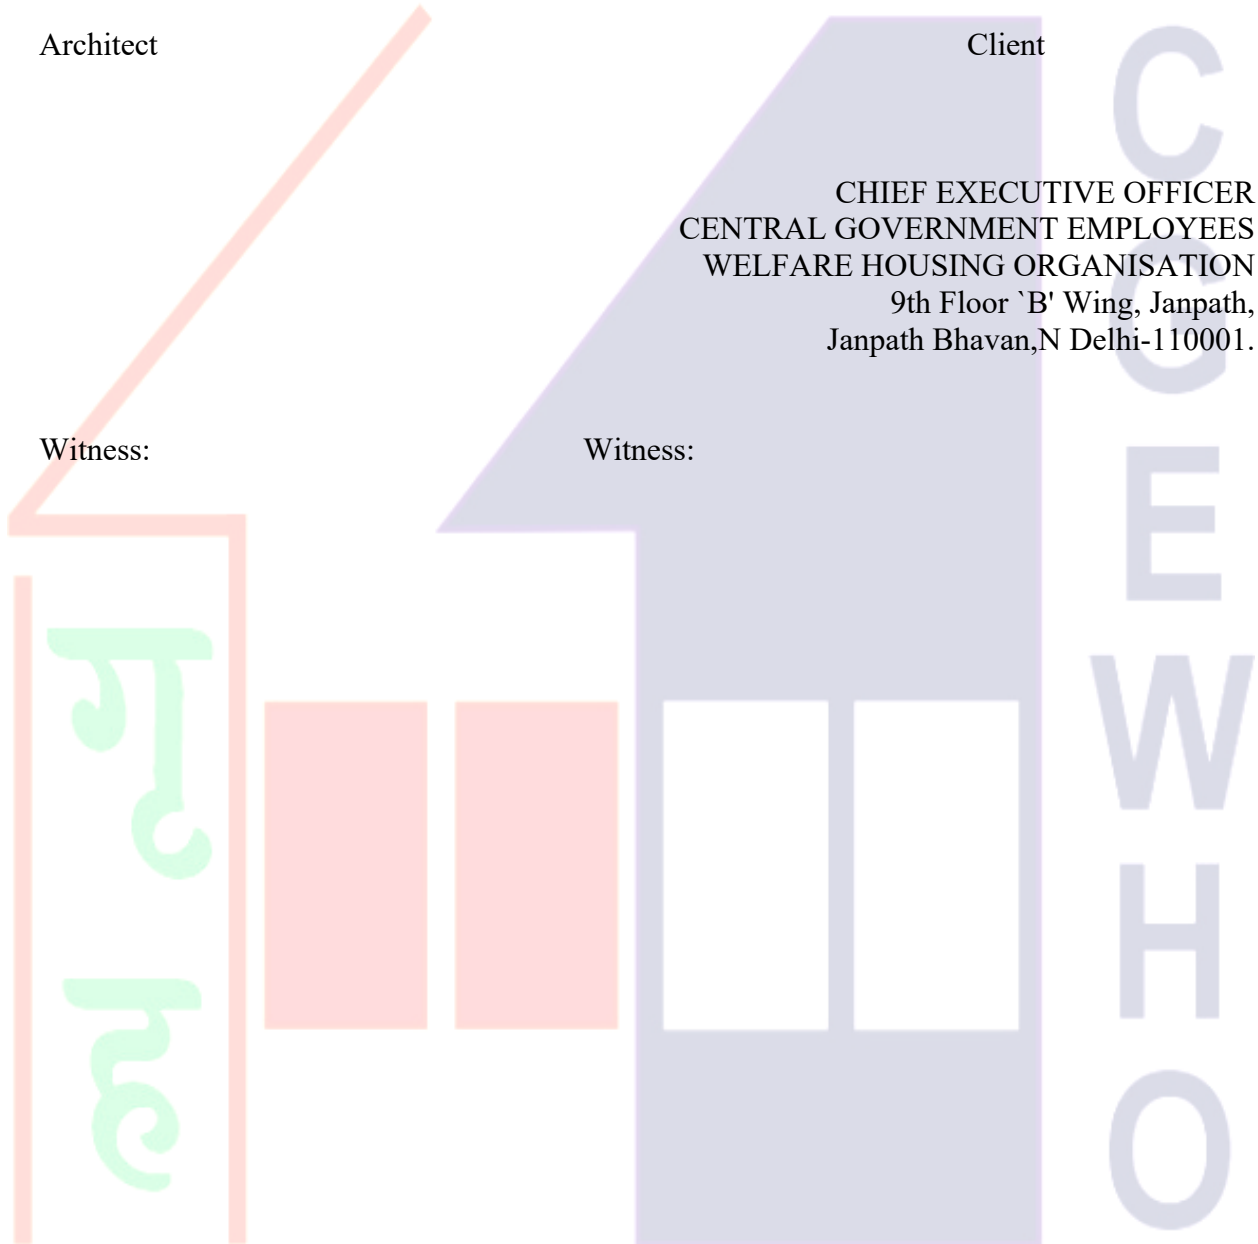 Architect Client
CHIEF EXECUTIVE OFFICER
CENTRAL GOVERNMENT EMPLOYEES
WELFARE HOUSING ORGANISATION
9th Floor `B' Wing, Janpath,
Janpath Bhavan,N Delhi-110001.
Witness: Witness:
गृ
ह
C
G
E
W
H
O